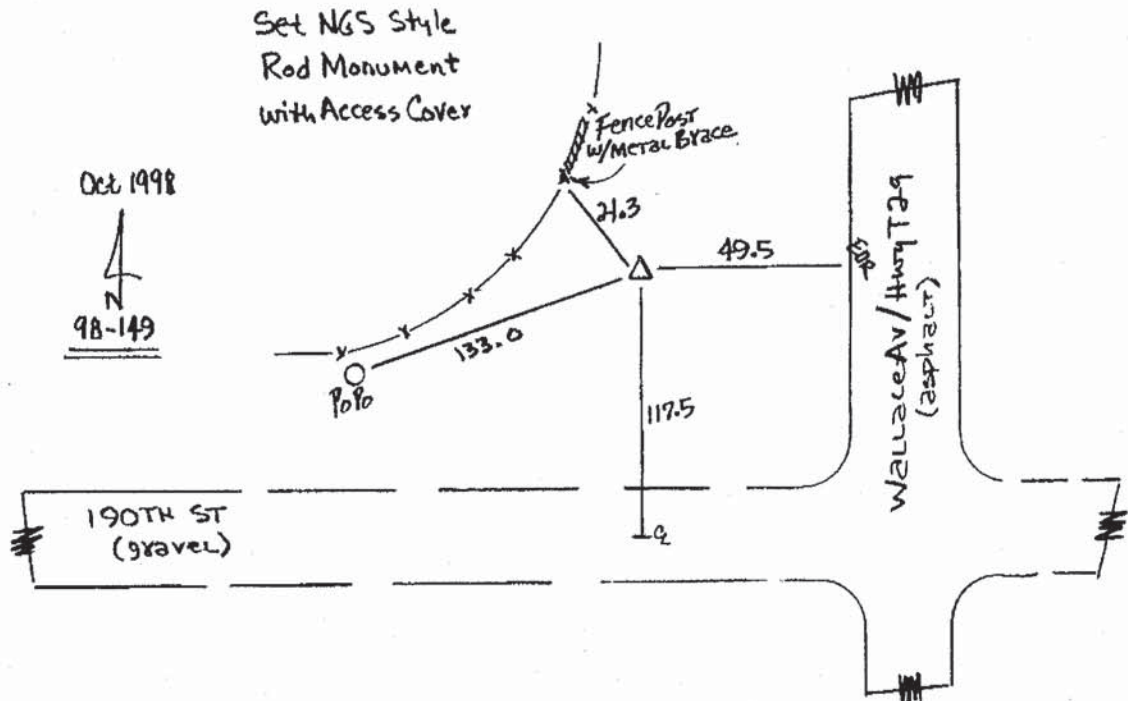 Set NGS Style
Rod Monument
with Access Cover
Oct 1998
N
98-149
Fence Post
w/Metal Brace
21.3
49.5
EOP
133.0
PoPo
117.5
℄
Wallace Av/Hwy T29
(asphalt)
190TH ST
(gravel)